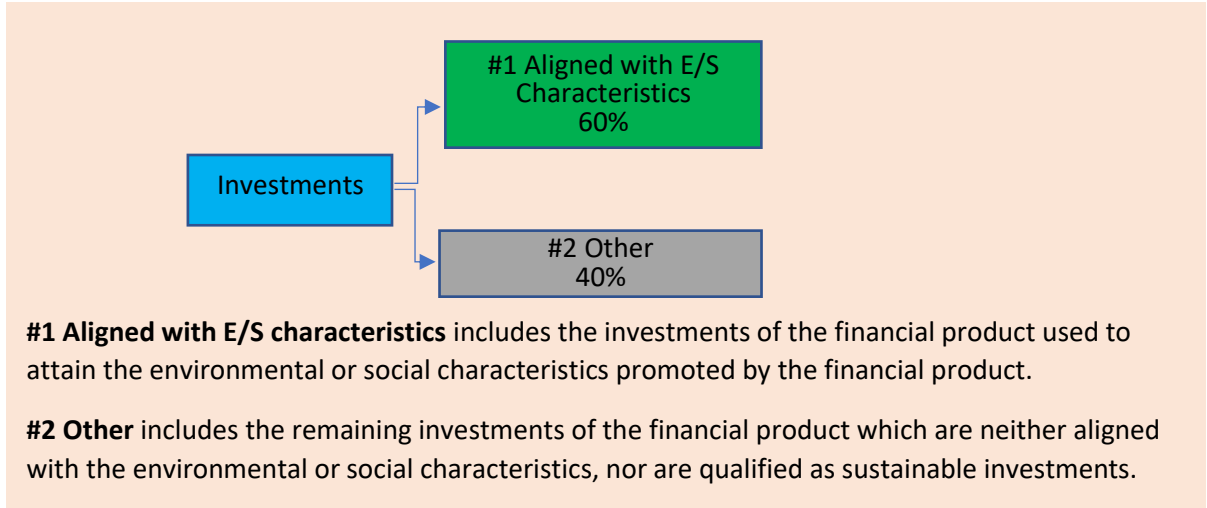 #1 Aligned with E/S
Characteristics
60%
Investments
#2 Other
40%
#1 Aligned with E/S characteristics includes the investments of the financial product used to
attain the environmental or social characteristics promoted by the financial product.
#2 Other includes the remaining investments of the financial product which are neither aligned
with the environmental or social characteristics, nor are qualified as sustainable investments.